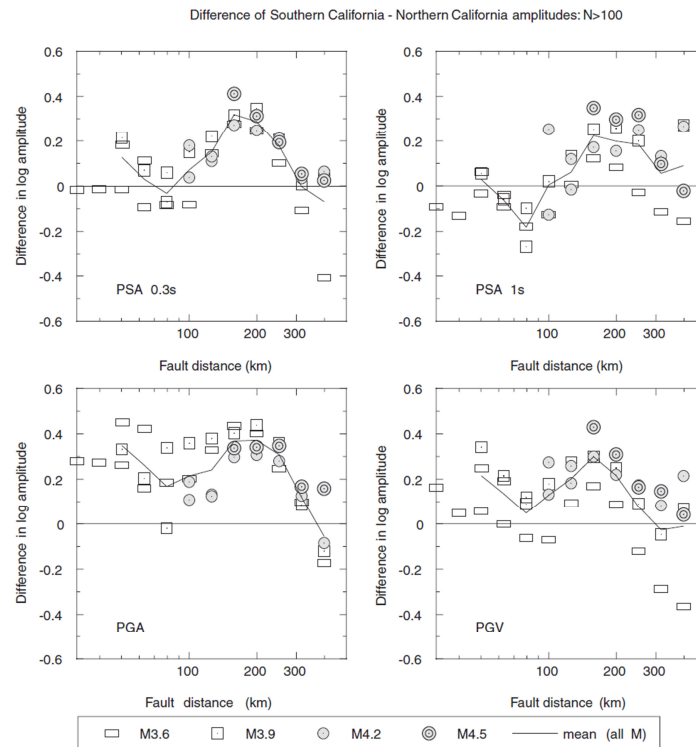 Difference of Southern California - Northern California amplitudes: N>100
0.6
0.4
0.2
0
-0.2
-0.4
-0.6
Difference in log amplitude
PSA 0.3s
100
200
300
Fault distance (km)
0.6
0.4
0.2
0
-0.2
-0.4
-0.6
Difference in log amplitude
PSA 1s
100
200
300
Fault distance (km)
0.6
0.4
0.2
0
-0.2
-0.4
-0.6
Difference in log amplitude
PGA
100
200
300
Fault distance (km)
0.6
0.4
0.2
0
-0.2
-0.4
-0.6
Difference in log amplitude
PGV
100
200
300
Fault distance (km)
M3.6 M3.9 M4.2 M4.5 mean (all M)